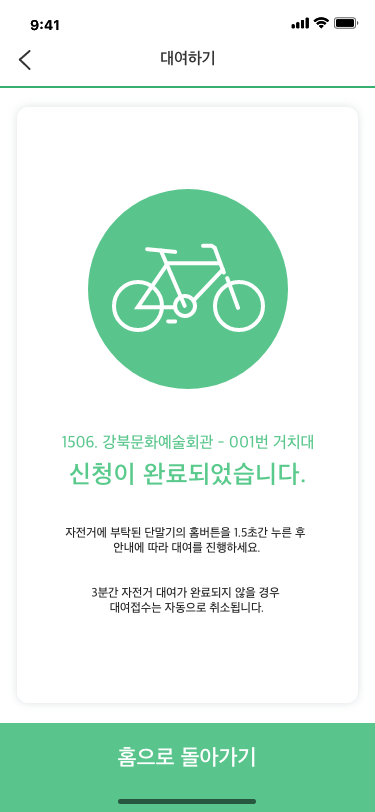 9:41
대여하기
1506. 강북문화예술회관 - 001번 거치대
신청이 완료되었습니다.
자전거에 부탁된 단말기의 홈버튼을 1.5초간 누른 후
안내에 따라 대여를 진행하세요.
3분간 자전거 대여가 완료되지 않을 경우
대여접수는 자동으로 취소됩니다.
홈으로 돌아가기